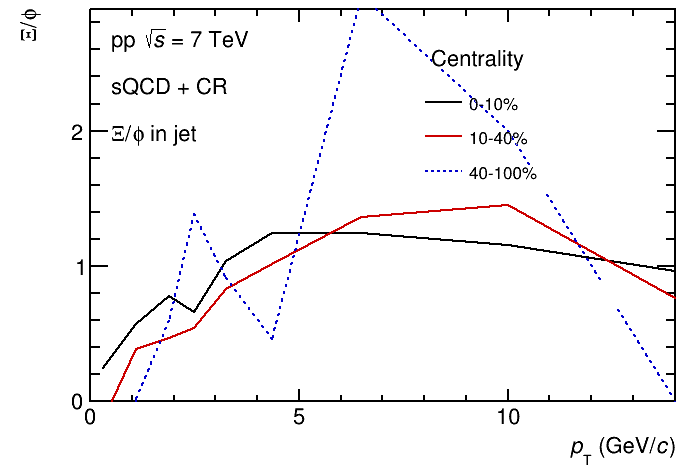 Ξ/ϕ
pp √s = 7 TeV
sQCD + CR
Ξ/ϕ in jet
Centrality
0-10%
10-40%
40-100%
2
1
0
0 5 10
p_T (GeV/c)